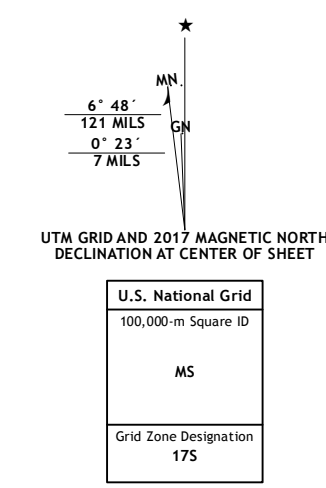 ★
MN
6° 48´
121 MILS
GN
0° 23´
7 MILS
UTM GRID AND 2017 MAGNETIC NORTH
DECLINATION AT CENTER OF SHEET
U.S. National Grid
100,000-m Square ID
MS
Grid Zone Designation
17S